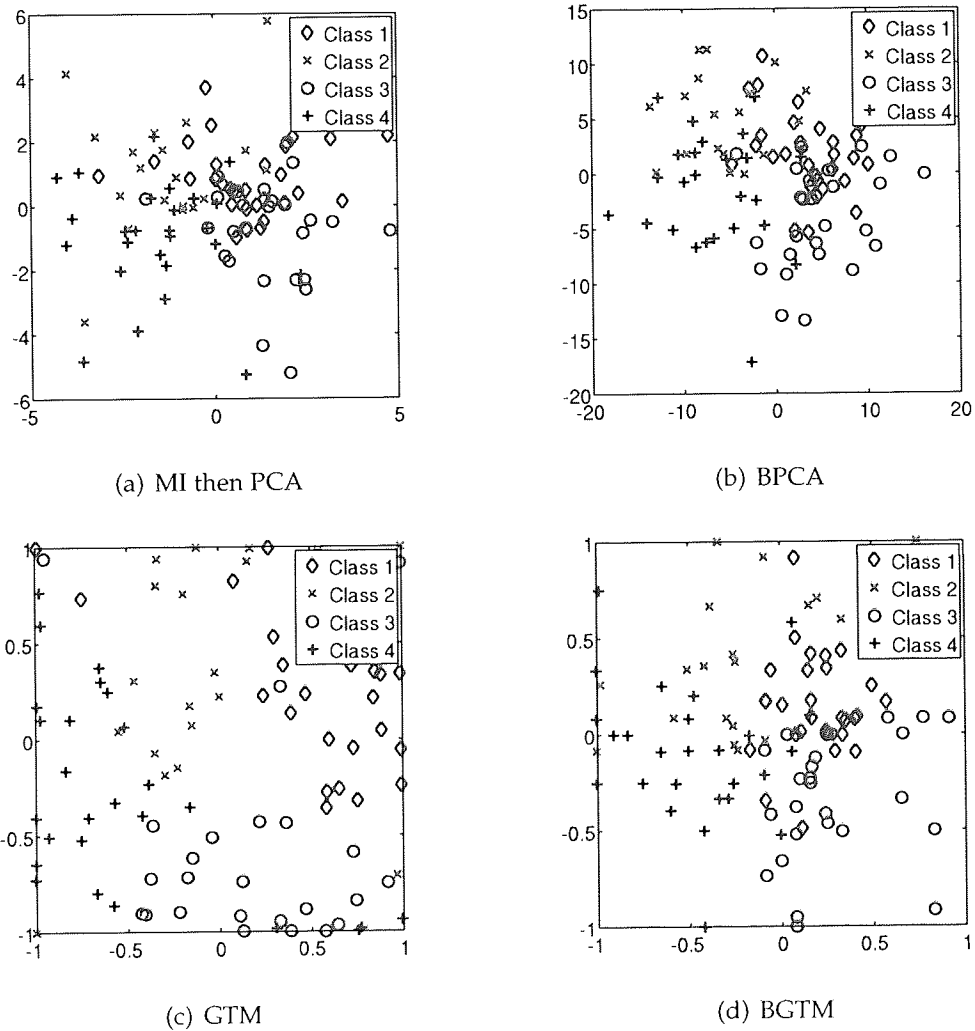 6
4
2
0
-2
-4
-6
-5
0
5
Class 1
Class 2
Class 3
Class 4
(a) MI then PCA
15
10
5
0
-5
-10
-15
-20
-20
-10
0
10
20
Class 1
Class 2
Class 3
Class 4
(b) BPCA
1
0.5
0
-0.5
-1
-1
-0.5
0
0.5
1
Class 1
Class 2
Class 3
Class 4
(c) GTM
1
0.5
0
-0.5
-1
-1
-0.5
0
0.5
1
Class 1
Class 2
Class 3
Class 4
(d) BGTM